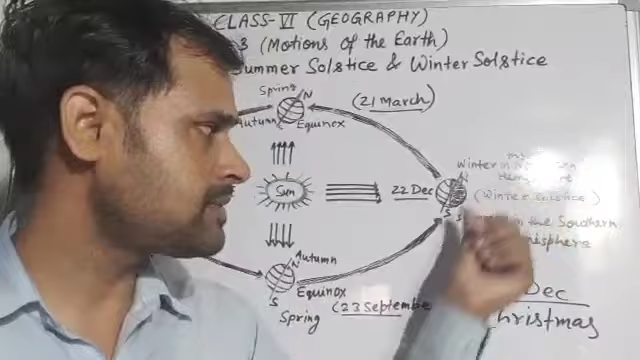 CLASS-VI (GEOGRAPHY)
3 (Motions of the Earth)
Summer Solstice & Winter Solstice
Spring
N
(21 March)
Autumn
Equinox
Winter in
N
Sun
22 Dec
(Winter Solstice)
S
in the Southern
Autumn
N
S
Equinox
(23 Septembe
Spring
Dec
Christmas